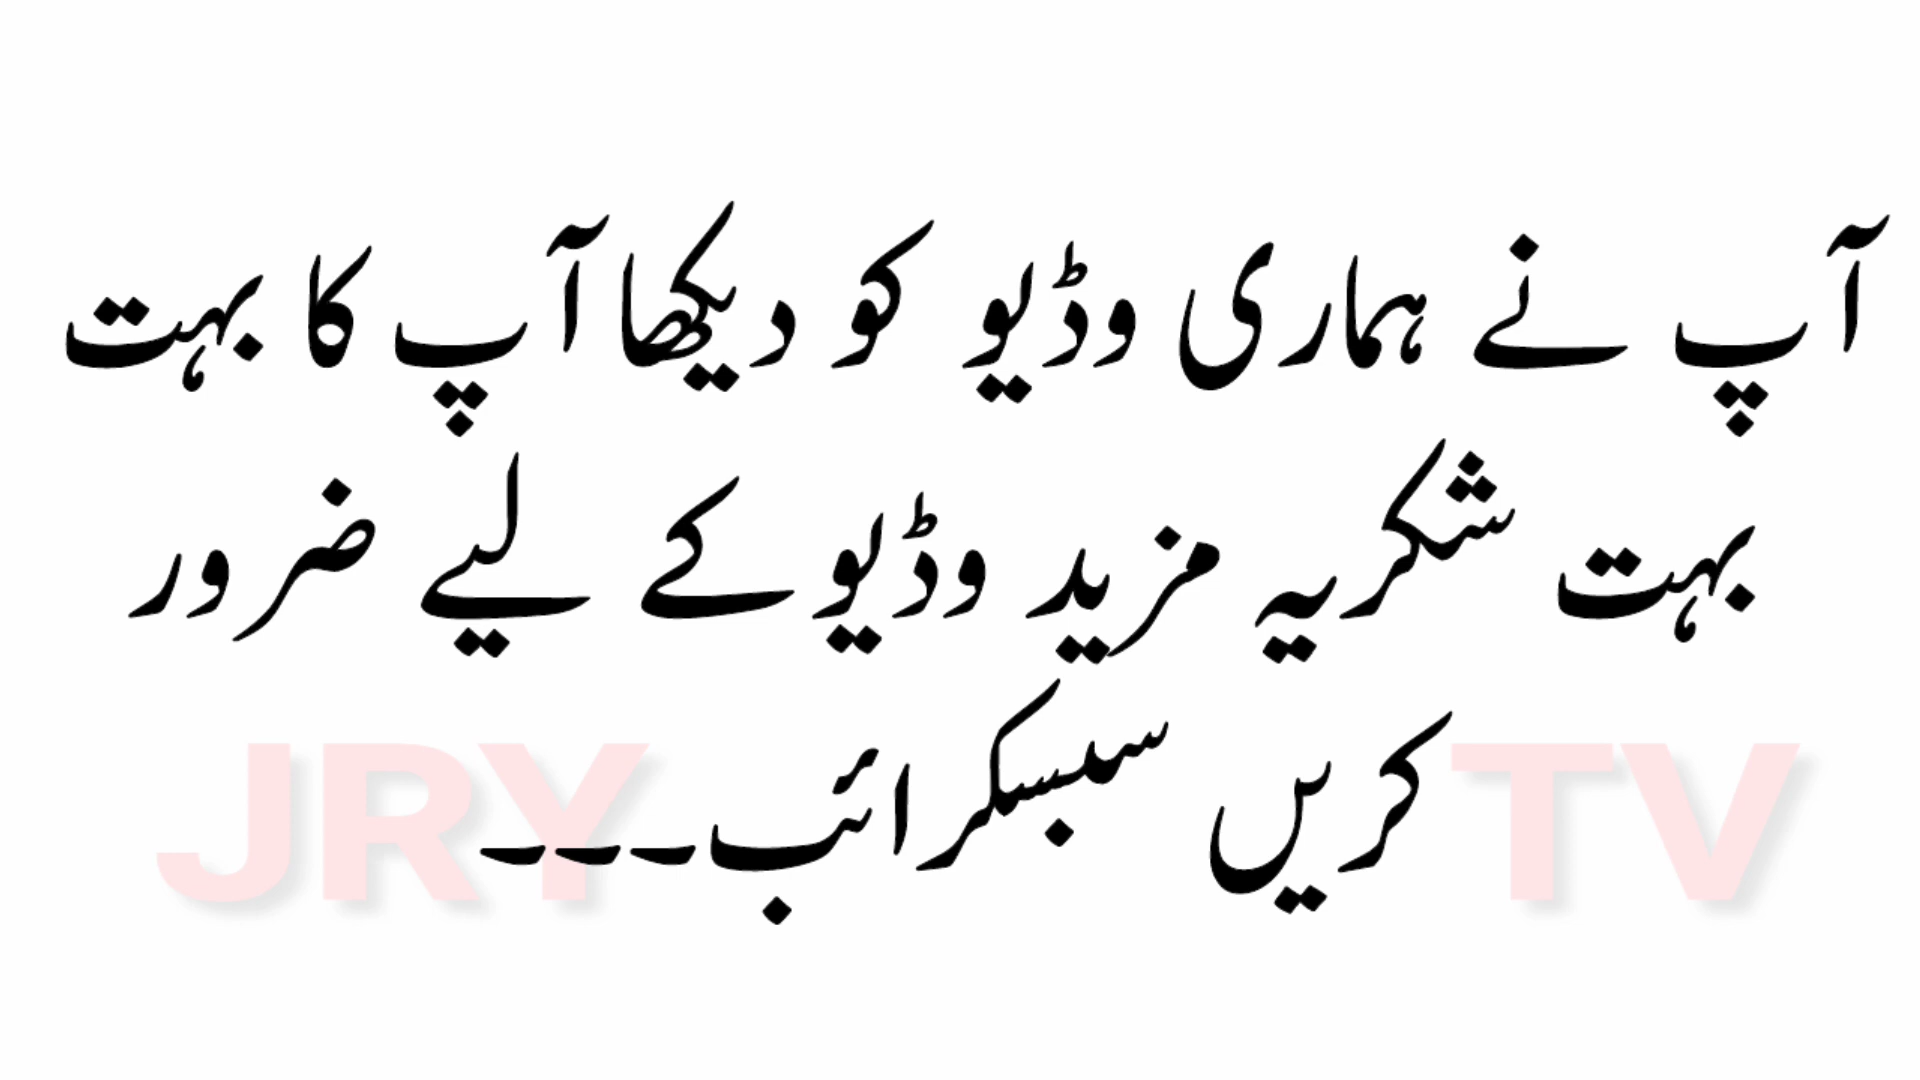 آپ نے ہماری وڈیو کو دیکھا آپ کا بہت
بہت شکریہ مزید وڈیو کے لیے ضرور
کریں سبسکرائب۔۔۔
JRY TV